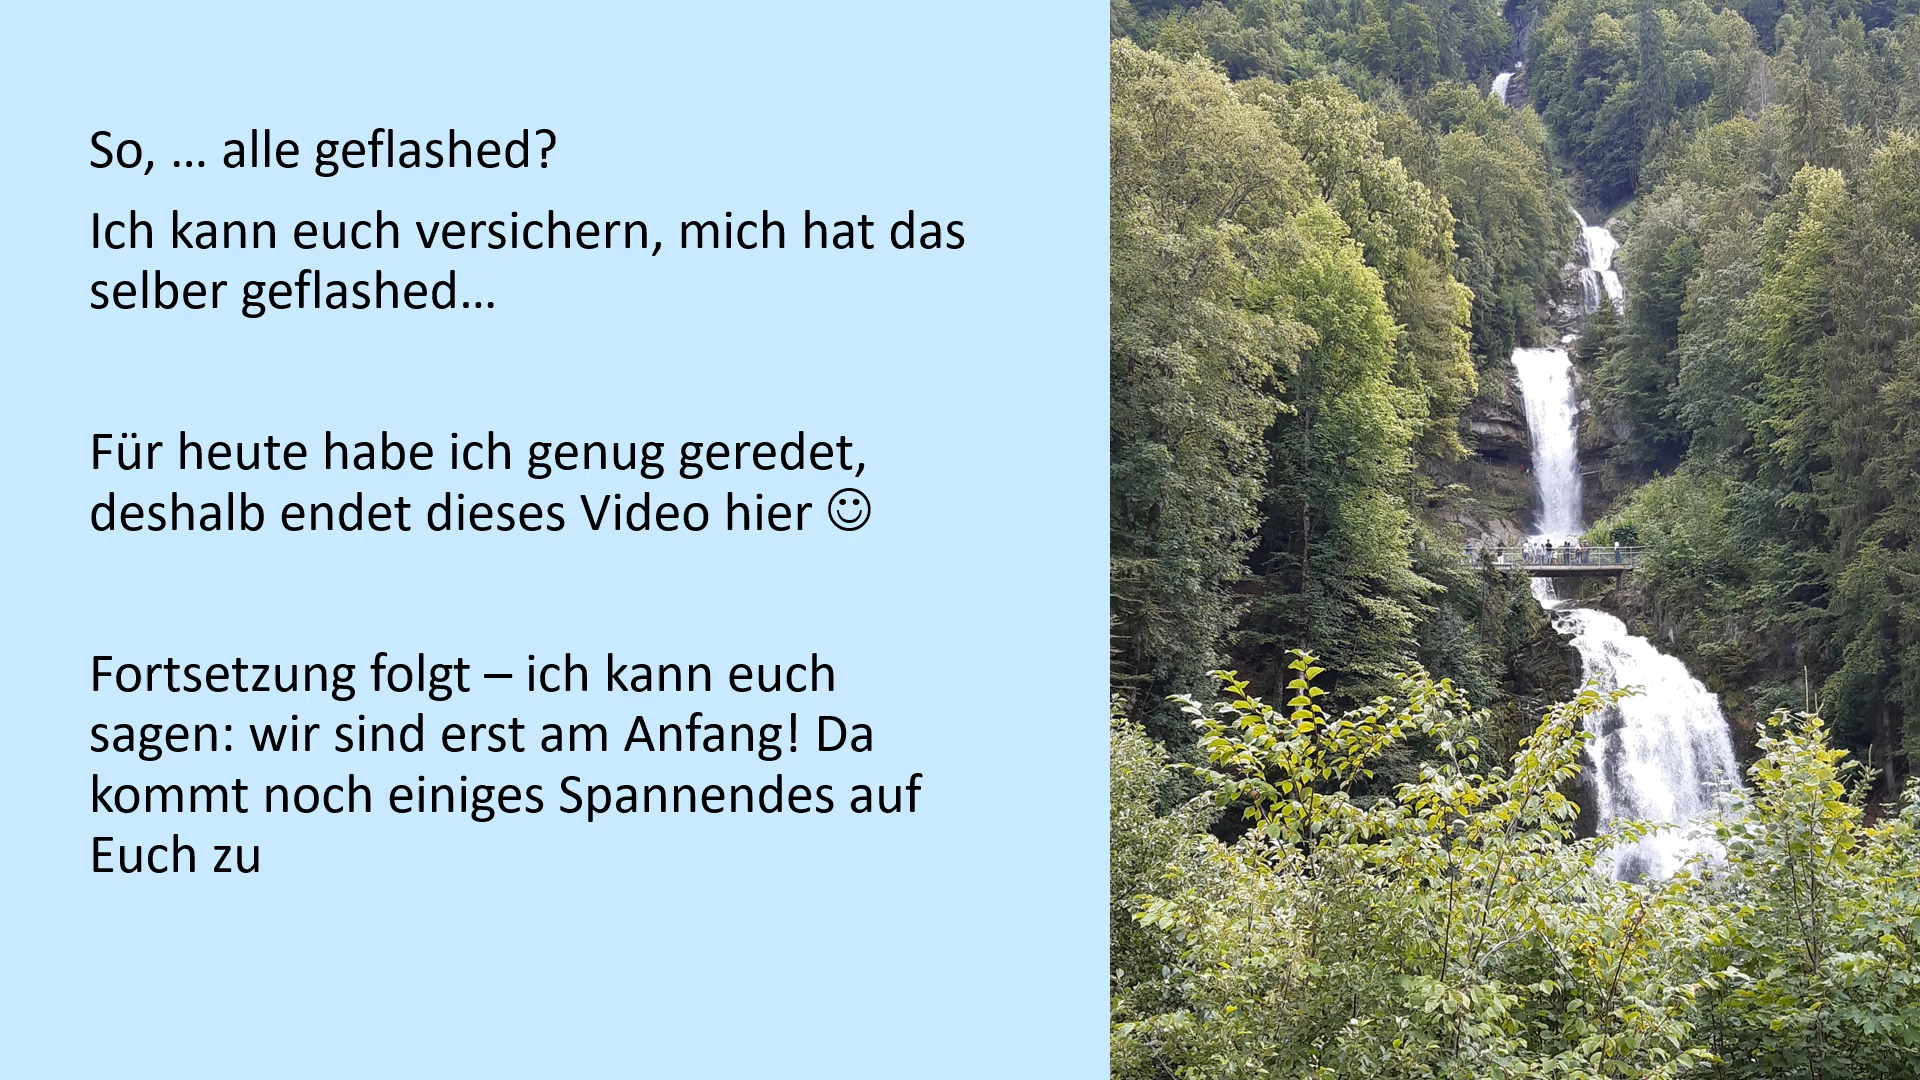 So, … alle geflashed?
Ich kann euch versichern, mich hat das
selber geflashed…
Für heute habe ich genug geredet,
deshalb endet dieses Video hier ☺
Fortsetzung folgt – ich kann euch
sagen: wir sind erst am Anfang! Da
kommt noch einiges Spannendes auf
Euch zu